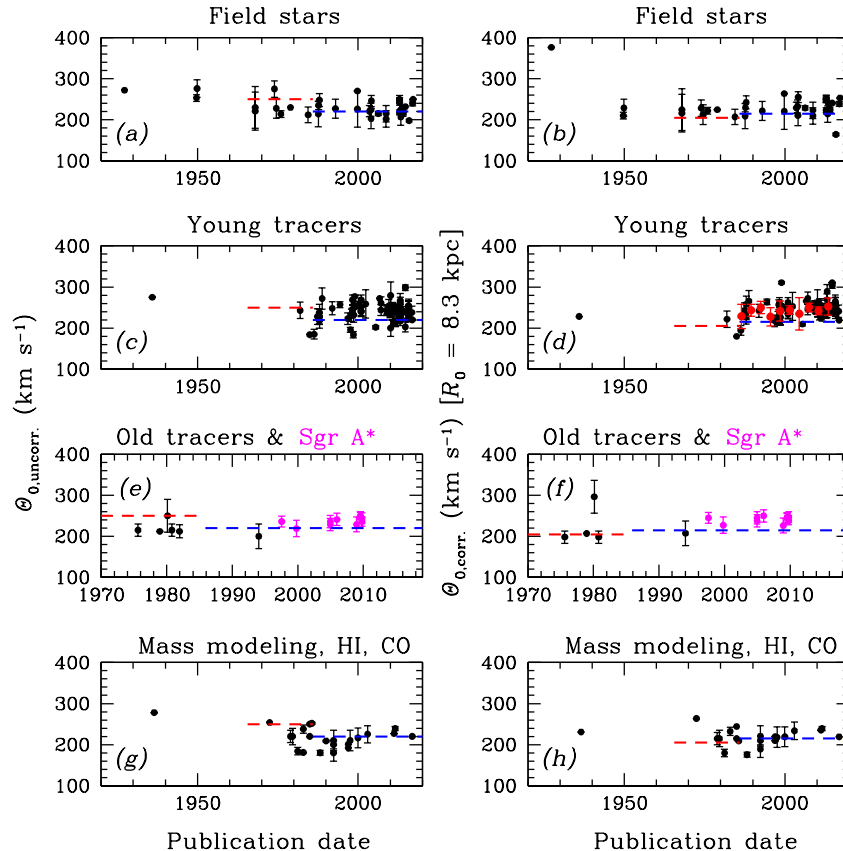 Field stars
Field stars
400
300
200
100
(a)
1950
2000
400
300
200
100
(b)
1950
2000
Young tracers
Young tracers
400
300
200
100
(c)
1950
2000
400
300
200
100
(d)
1950
2000
Θ0,uncorr. (km s−1)
Θ0,corr. (km s−1) [R0 = 8.3 kpc]
Old tracers & Sgr A*
Old tracers & Sgr A*
400
300
200
100
(e)
1970
1980
1990
2000
2010
400
300
200
100
(f)
1970
1980
1990
2000
2010
Mass modeling, HI, CO
Mass modeling, HI, CO
400
300
200
100
(g)
1950
2000
400
300
200
100
(h)
1950
2000
Publication date
Publication date